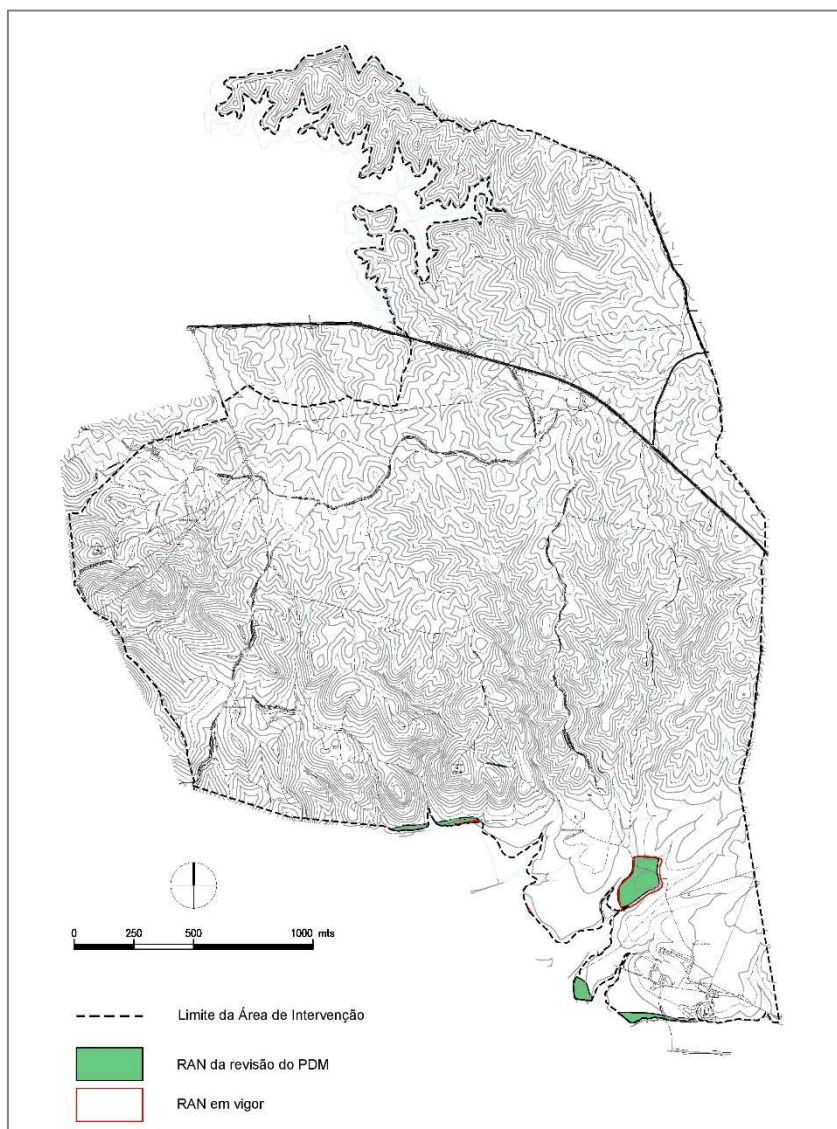 0 250 500 1000 mts
Limite da Área de Intervenção
RAN da revisão do PDM
RAN em vigor